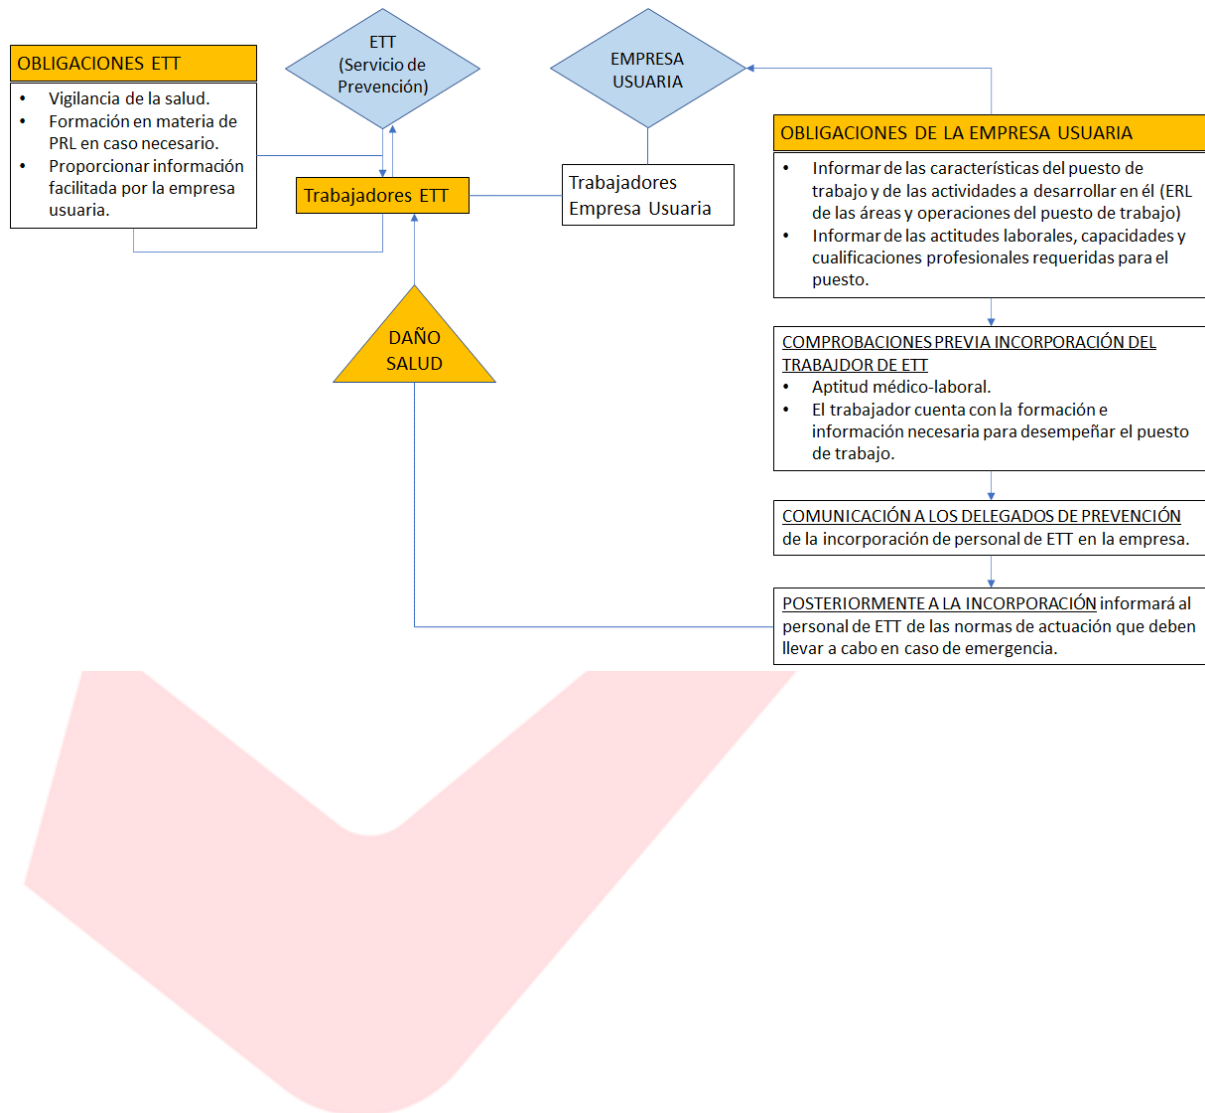 OBLIGACIONES ETT
• Vigilancia de la salud.
• Formación en materia de
PRL en caso necesario.
• Proporcionar información
facilitada por la empresa
usuaria.
ETT
(Servicio de
Prevención)
EMPRESA
USUARIA
Trabajadores ETT
Trabajadores
Empresa Usuaria
DAÑO
SALUD
OBLIGACIONES DE LA EMPRESA USUARIA
• Informar de las características del puesto de
trabajo y de las actividades a desarrollar en él (ERL
de las áreas y operaciones del puesto de trabajo)
• Informar de las actitudes laborales, capacidades y
cualificaciones profesionales requeridas para el
puesto.
COMPROBACIONES PREVIA INCORPORACIÓN DEL
TRABAJDOR DE ETT
• Aptitud médico-laboral.
• El trabajador cuenta con la formación e
información necesaria para desempeñar el puesto
de trabajo.
COMUNICACIÓN A LOS DELEGADOS DE PREVENCIÓN
de la incorporación de personal de ETT en la empresa.
POSTERIORMENTE A LA INCORPORACIÓN informará al
personal de ETT de las normas de actuación que deben
llevar a cabo en caso de emergencia.